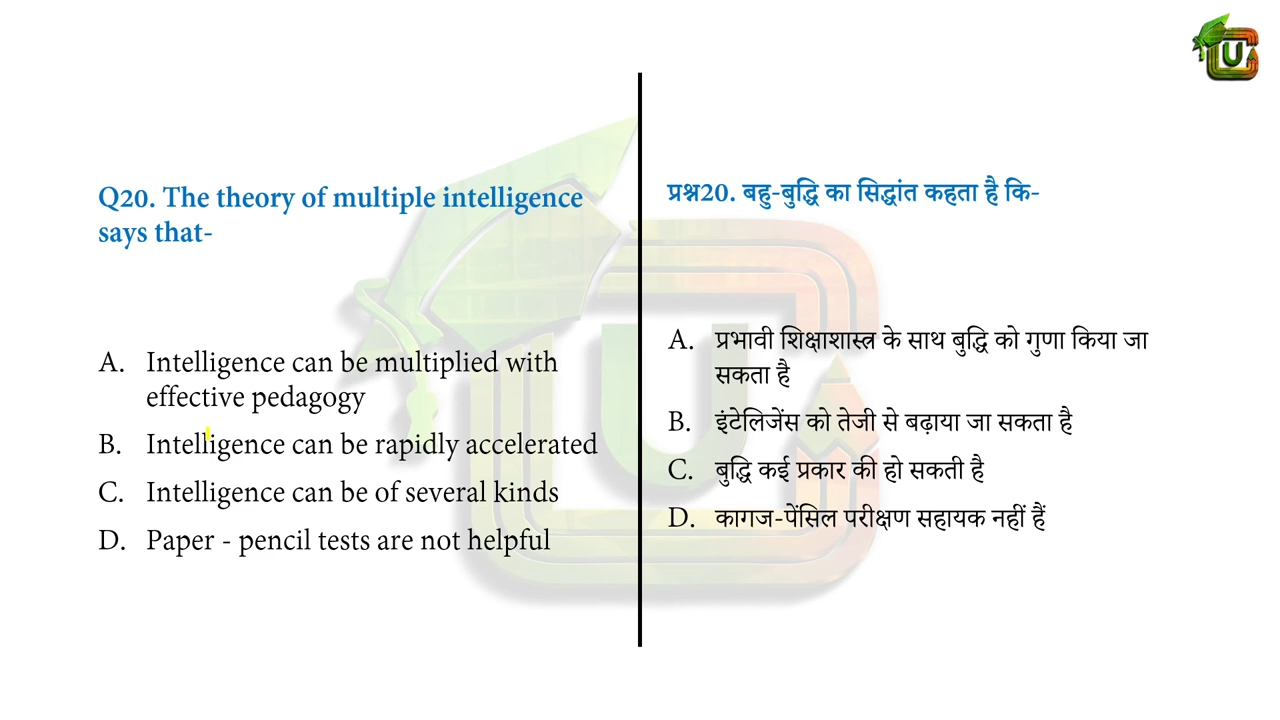 Q20. The theory of multiple intelligence
says that-
A. Intelligence can be multiplied with
effective pedagogy
B. Intelligence can be rapidly accelerated
C. Intelligence can be of several kinds
D. Paper - pencil tests are not helpful
प्रश्न20. बहु-बुद्धि का सिद्धांत कहता है कि-
A. प्रभावी शिक्षाशास्त्र के साथ बुद्धि को गुणा किया जा
सकता है
B. इंटेलिजेंस को तेजी से बढ़ाया जा सकता है
C. बुद्धि कई प्रकार की हो सकती है
D. कागज-पेंसिल परीक्षण सहायक नहीं हैं
U